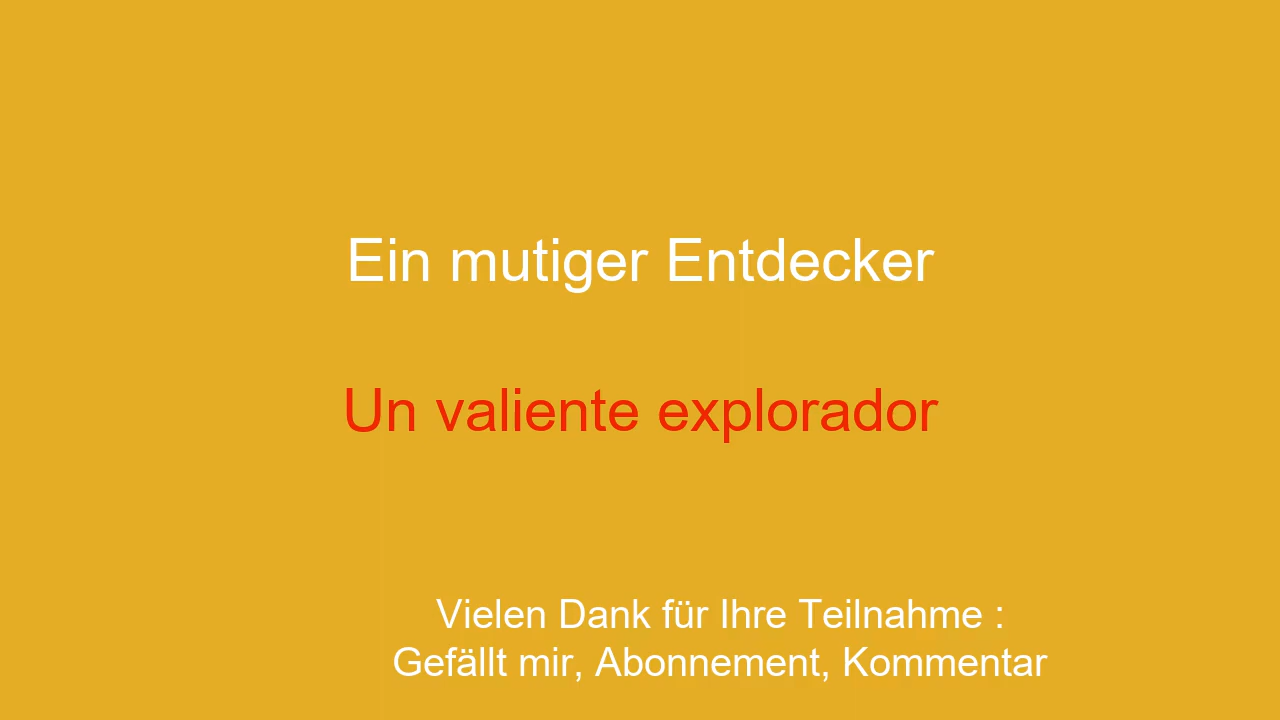 Ein mutiger Entdecker
Un valiente explorador
Vielen Dank für Ihre Teilnahme :
Gefällt mir, Abonnement, Kommentar